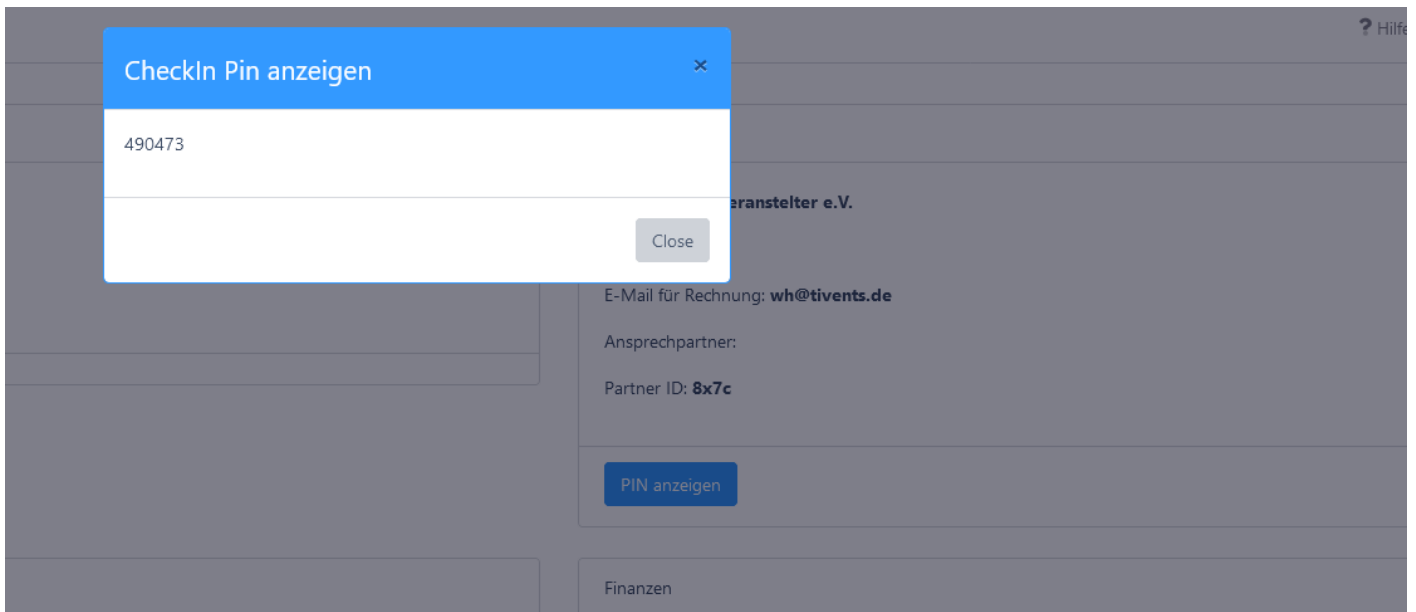 ? Hilfe
CheckIn Pin anzeigen
×
490473
Close
eranstelter e.V.
E-Mail für Rechnung: wh@tivents.de
Ansprechpartner:
Partner ID: 8x7c
PIN anzeigen
Finanzen